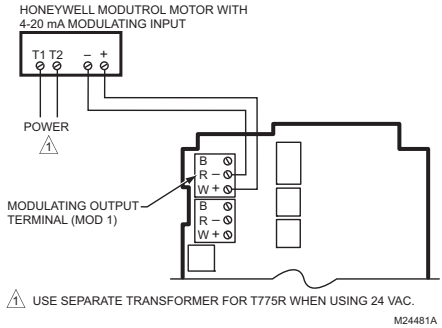 HONEYWELL MODUTROL MOTOR WITH
4-20 mA MODULATING INPUT
T1 T2 – +
POWER
1
B
R –
W +
B
R –
W +
MODULATING OUTPUT
TERMINAL (MOD 1)
1 USE SEPARATE TRANSFORMER FOR T775R WHEN USING 24 VAC.
M24481A